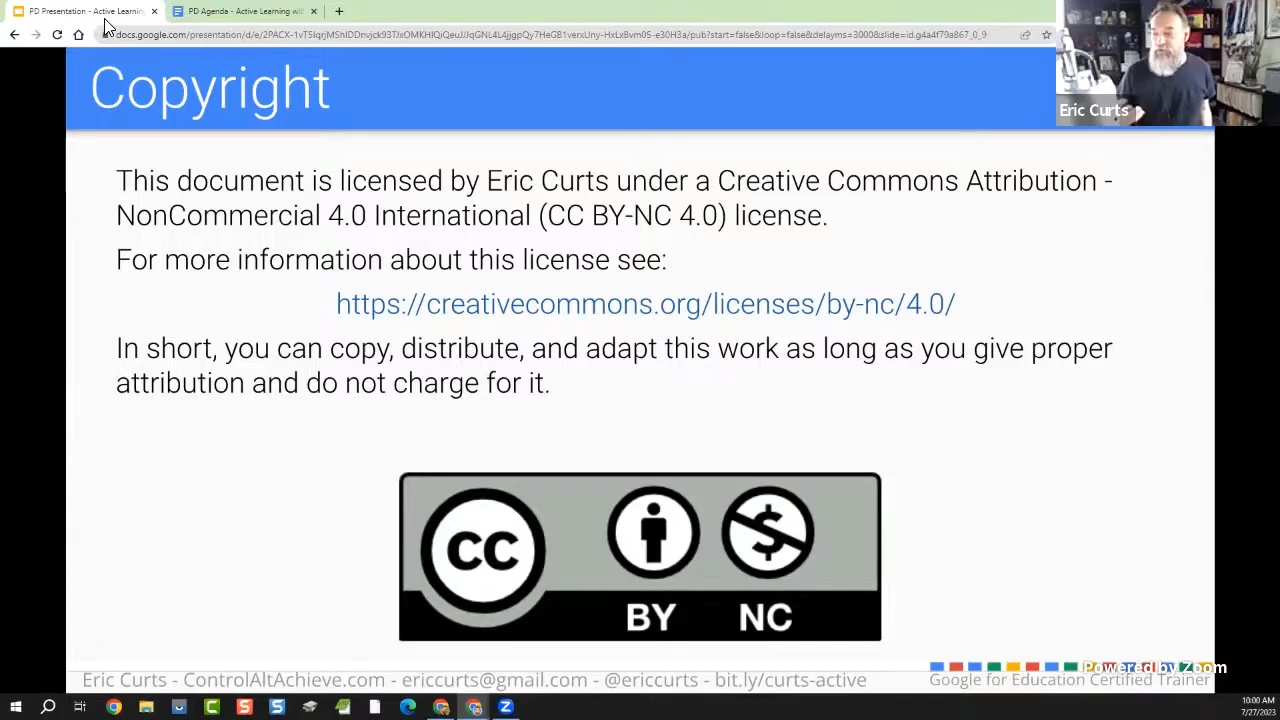 PD Presentation - Active Learning
PD Agenda - Active Learning wit
Copyright
Eric Curts
This document is licensed by Eric Curts under a Creative Commons Attribution -
NonCommercial 4.0 International (CC BY-NC 4.0) license.
For more information about this license see:
https://creativecommons.org/licenses/by-nc/4.0/
In short, you can copy, distribute, and adapt this work as long as you give proper
attribution and do not charge for it.
CC
$
BY NC
Powered by Zoom
Eric Curts - ControlAltAchieve.com - ericcurts@gmail.com - @ericcurts - bit.ly/curts-active
Google for Education Certified Trainer
10:00 AM
7/27/2023